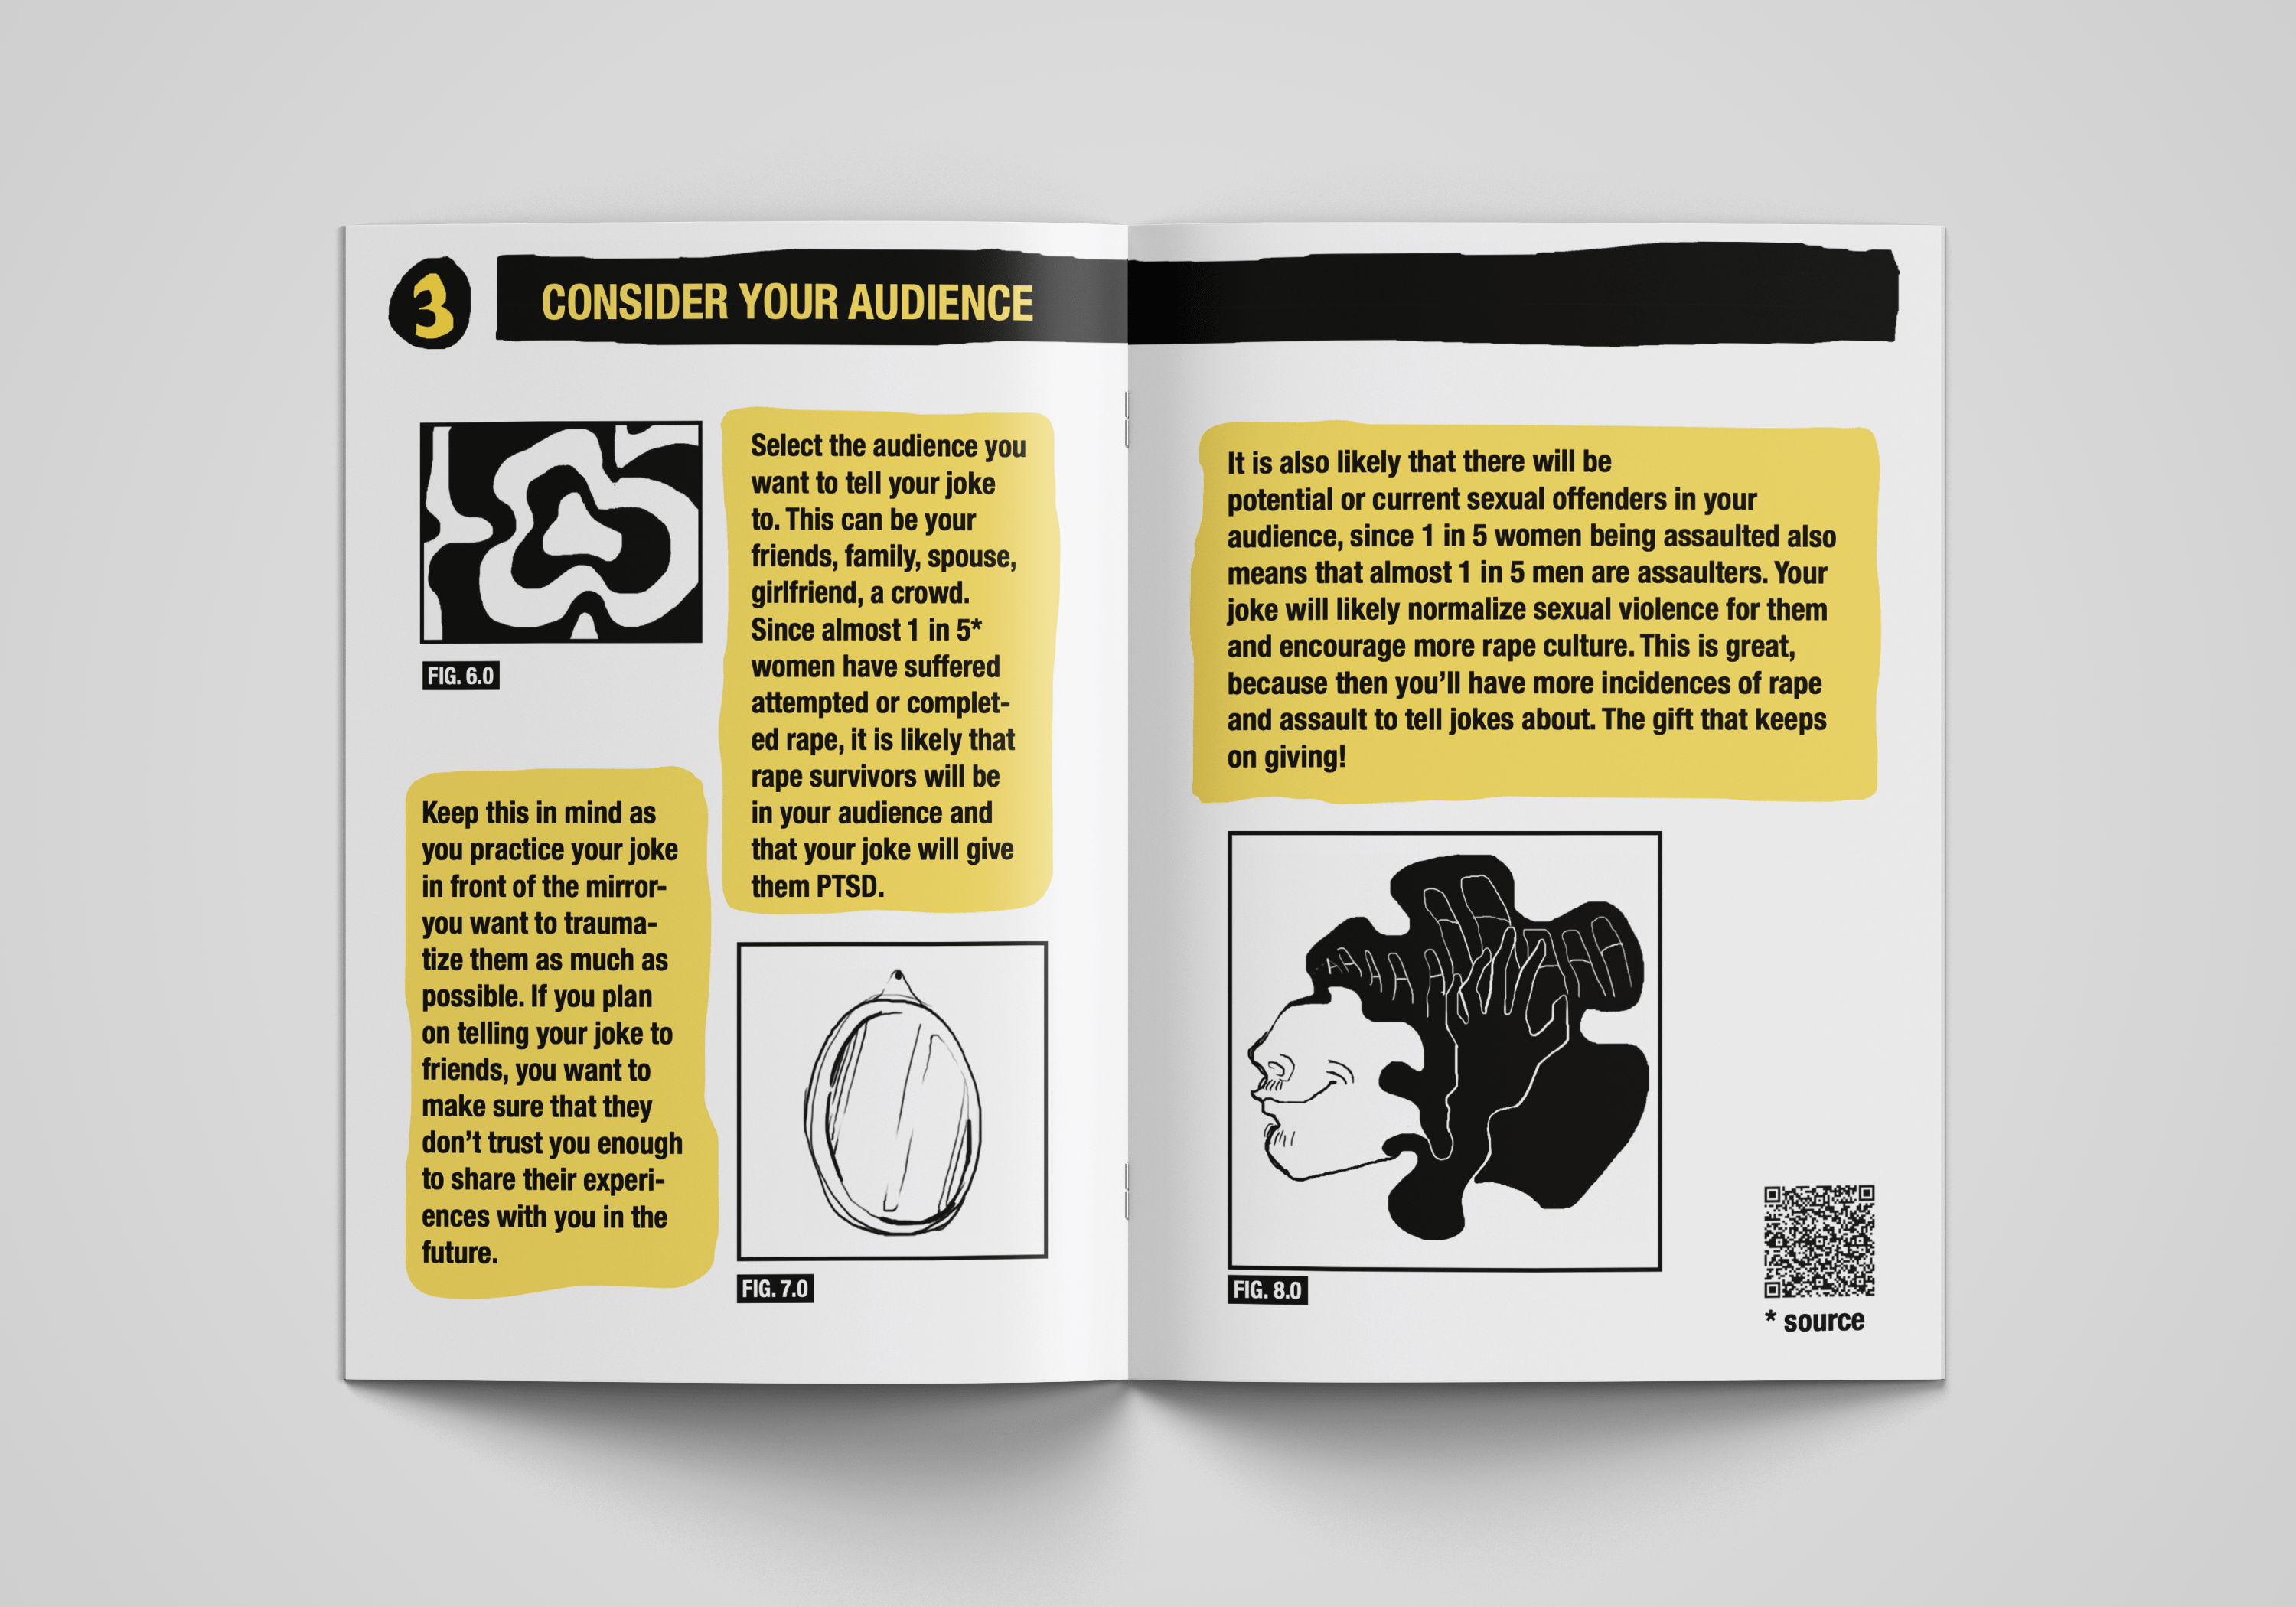 3
CONSIDER YOUR AUDIENCE
FIG. 6.0
Select the audience you
want to tell your joke
to. This can be your
friends, family, spouse,
girlfriend, a crowd.
Since almost 1 in 5*
women have suffered
attempted or complet-
ed rape, it is likely that
rape survivors will be
in your audience and
that your joke will give
them PTSD.
Keep this in mind as
you practice your joke
in front of the mirror-
you want to trauma-
tize them as much as
possible. If you plan
on telling your joke to
friends, you want to
make sure that they
don't trust you enough
to share their experi-
ences with you in the
future.
FIG. 7.0
It is also likely that there will be
potential or current sexual offenders in your
audience, since 1 in 5 women being assaulted also
means that almost 1 in 5 men are assaulters. Your
joke will likely normalize sexual violence for them
and encourage more rape culture. This is great,
because then you'll have more incidences of rape
and assault to tell jokes about. The gift that keeps
on giving!
FIG. 8.0
* source